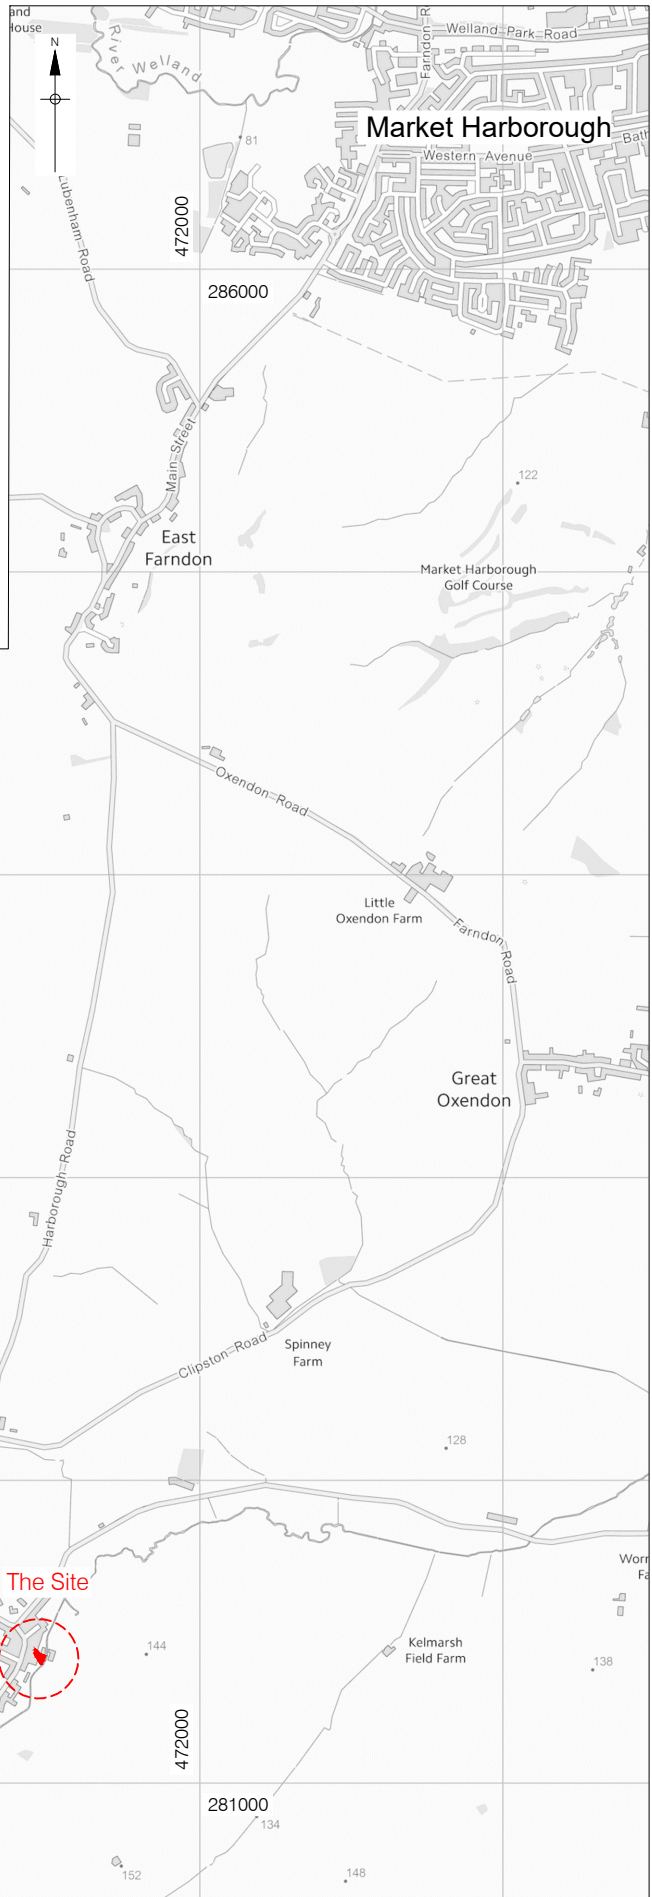 and
House
Welland Park Road
Farndon R
River Welland
N
Market Harborough
Bath
81
Western Avenue
Lubenham Road
472000
286000
Main Street
122
East
Farndon
Market Harborough
Golf Course
Oxendon Road
Little
Oxendon Farm
Farndon Road
Great
Oxendon
Harborough Road
Spinney
Farm
Clipston Road
128
Worr
Fa
The Site
144
Kelmarsh
Field Farm
138
472000
281000
134
152
148